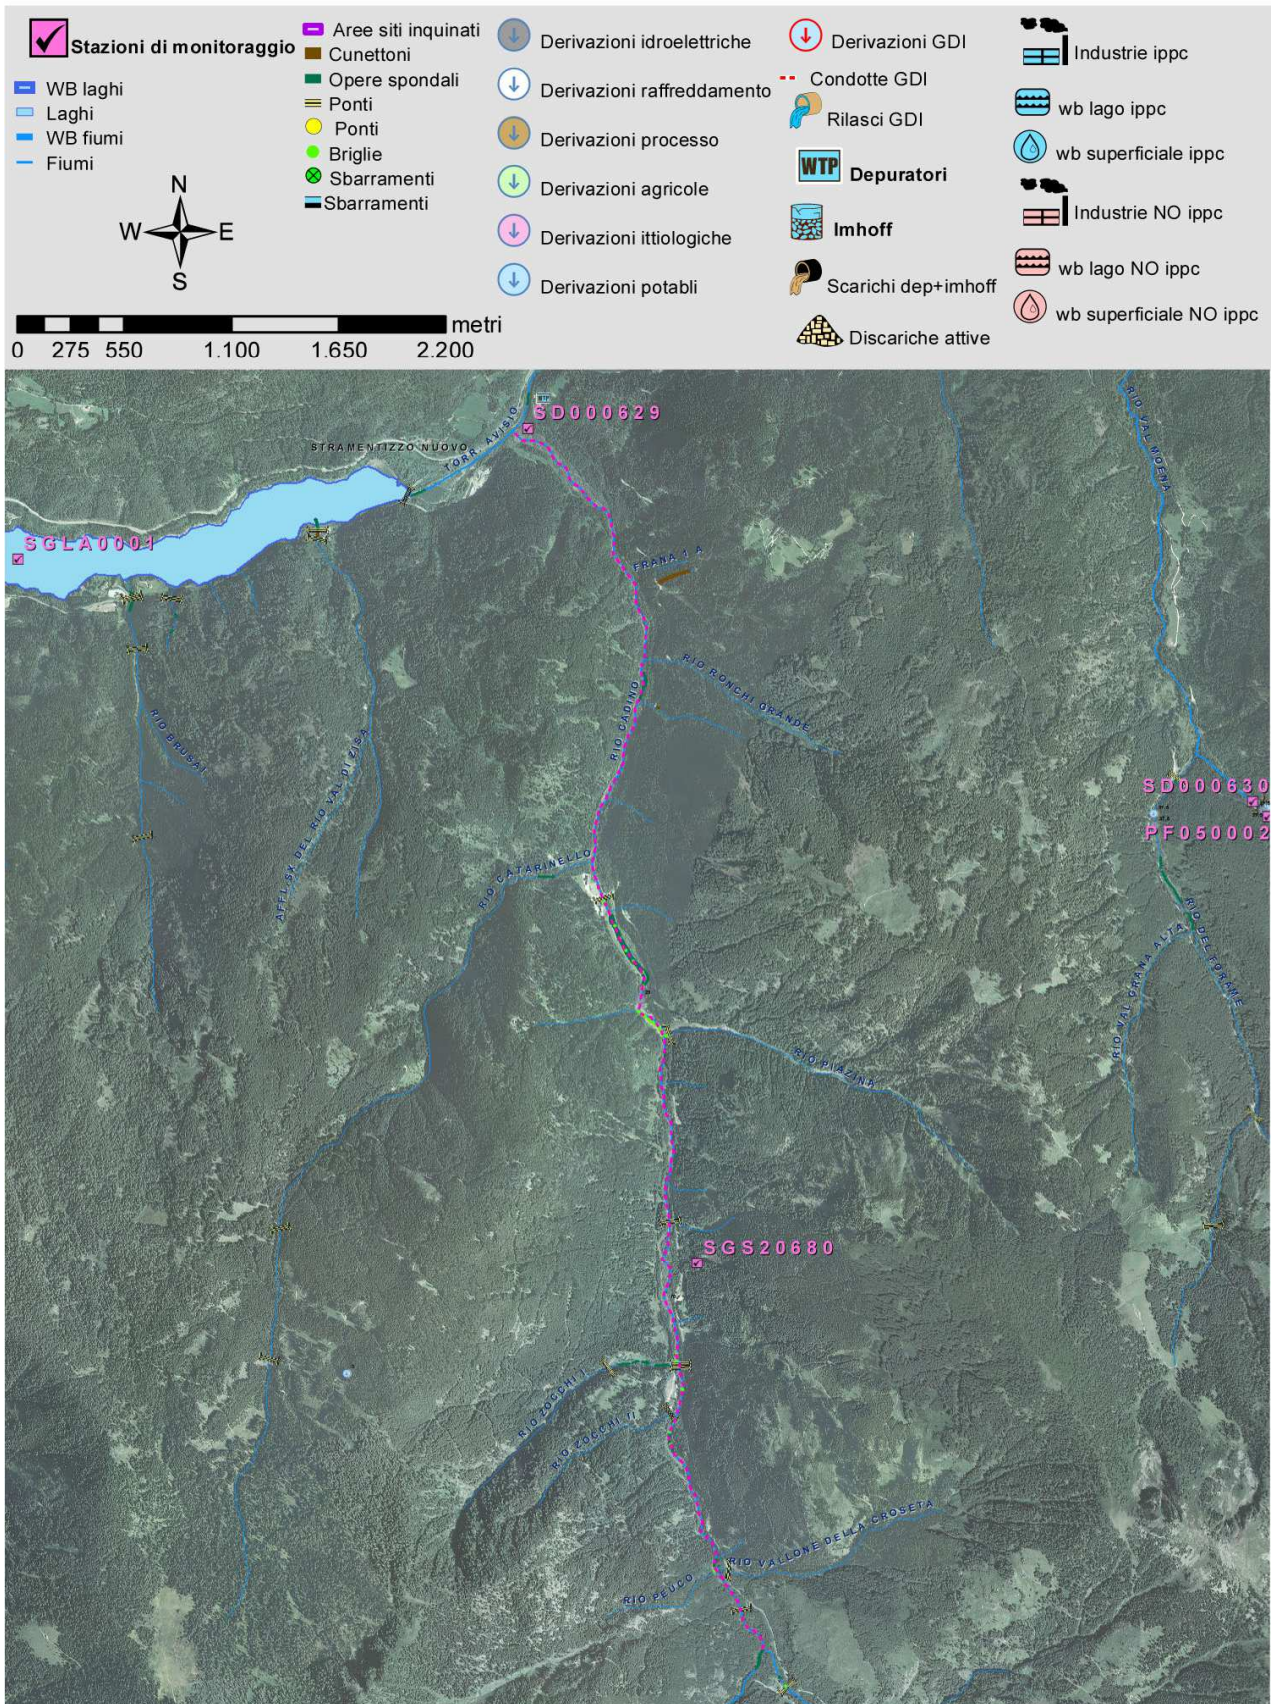 Stazioni di monitoraggio
WB laghi
Laghi
WB fiumi
Fiumi
N
W E
S
metri
0 275 550 1.100 1.650 2.200
Aree siti inquinati
Cunettoni
Opere spondali
Ponti
Ponti
Briglie
Sbarramenti
Sbarramenti
Derivazioni idroelettriche
Derivazioni raffreddamento
Derivazioni processo
Derivazioni agricole
Derivazioni ittiologiche
Derivazioni potabli
Derivazioni GDI
Condotte GDI
Rilasci GDI
WTP Depuratori
Imhoff
Scarichi dep+imhoff
Discariche attive
Industrie ippc
wb lago ippc
wb superficiale ippc
Industrie NO ippc
wb lago NO ippc
wb superficiale NO ippc
WTP
SD000629
STRAMENTIZZO NUOVO
TORR. AVISIO
RIO VAL MOENA
SGLA0001
FRANA 1 A
RIO RONCHI GRANDE
RIO CADINO
RIO BRUSAI
AFFL. SX. DEL RIO VAL DI ZISA
SD000630
PF050002
RIO CATARINELLO
RIO DEL FORAME
RIO VAL GRANA ALTA
RIO PIAZINA
SGS20680
RIO ZOCCHI I
RIO ZOCCHI II
RIO VALLONE DELLA CROSETA
RIO PEUCO